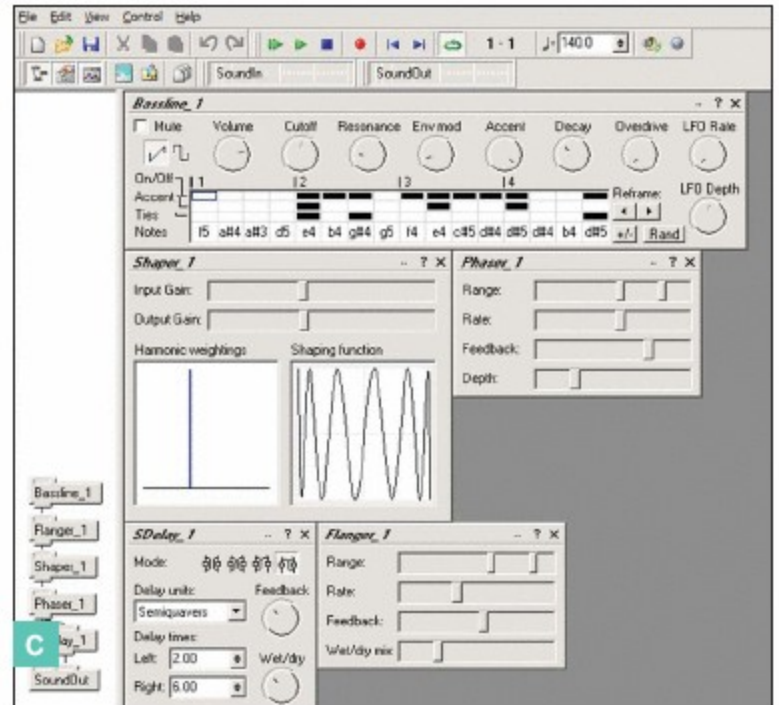 File Edit View Control Help
1 - 1 140.0
SoundIn SoundOut
Bassline_1
Mute Volume Cutoff Resonance Env mod Accent Decay Overdrive LFO Rate
On/Off 1 2 3 4
Accent Reframe: LFO Depth
Ties
Notes f5 a#4 a#3 d5 e4 b4 g#4 g5 f4 e4 c#5 d#4 d#5 d#4 b4 d#5 +/- Rand
Shaper_1
Input Gain:
Output Gain:
Harmonic weightings Shaping function
Phaser_1
Range:
Rate:
Feedback:
Depth:
Bassline_1
Flanger_1
Shaper_1
Phaser_1
lay_1
SoundOut
C
SDelay_1
Mode:
Delay units: Feedback
Semiquavers
Delay times:
Left: 2.00 Wet/dry
Right: 6.00
Flanger_1
Range:
Rate:
Feedback:
Wet/dry mix: